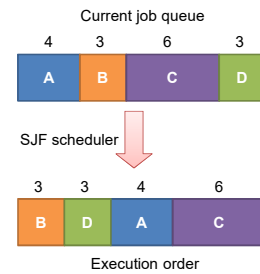 Current job queue
4 3 6 3
A B C D
SJF scheduler
3 3 4 6
B D A C
Execution order